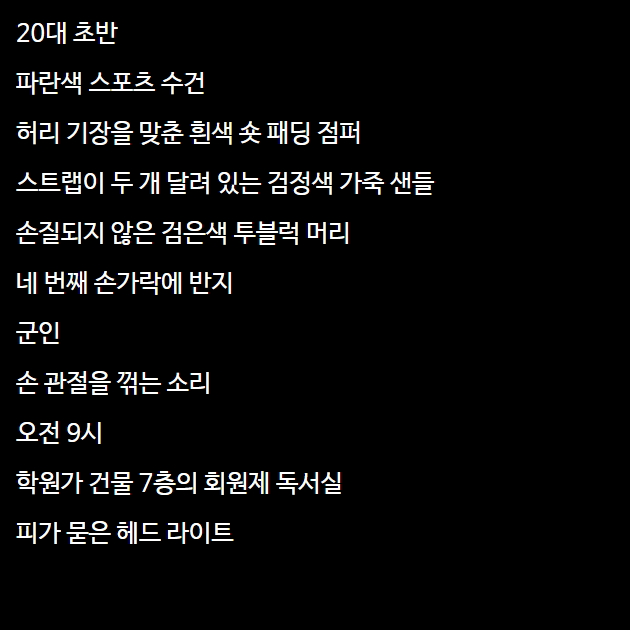 20대 초반
파란색 스포츠 수건
허리 기장을 맞춘 흰색 숏 패딩 점퍼
스트랩이 두 개 달려 있는 검정색 가죽 샌들
손질되지 않은 검은색 투블럭 머리
네 번째 손가락에 반지
군인
손 관절을 꺾는 소리
오전 9시
학원가 건물 7층의 회원제 독서실
피가 묻은 헤드 라이트